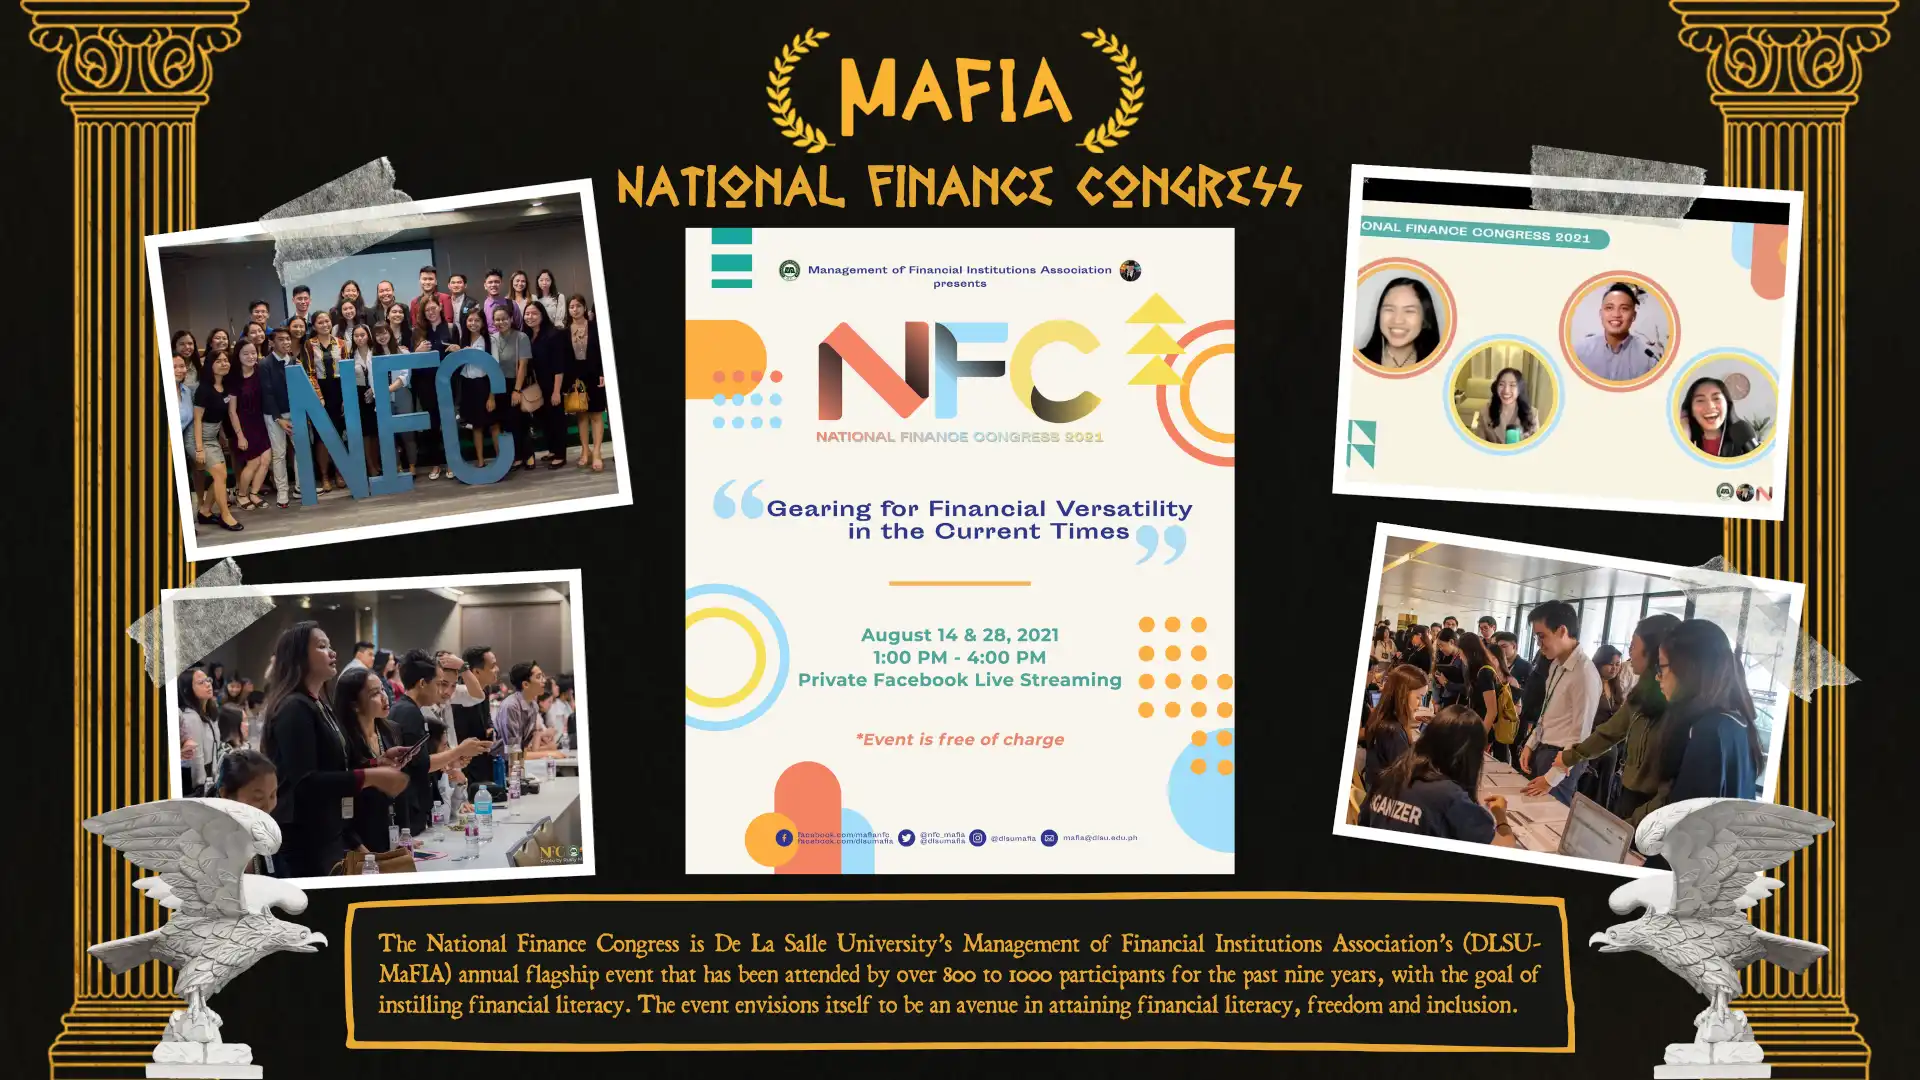 MAFIA
NATIONAL FINANCE CONGRESS
NFC
ONAL FINANCE CONGRESS 2021
N
N
Management of Financial Institutions Association
presents
NFC
NATIONAL FINANCE CONGRESS 2021
“Gearing for Financial Versatility
in the Current Times”
August 14 & 28, 2021
1:00 PM - 4:00 PM
Private Facebook Live Streaming
*Event is free of charge
facebook.com/mafianfc
facebook.com/dlsumafia
@nfc_mafia
@dlsumafia
@dlsumafia
mafia@dlsu.edu.ph
NFC
GANIZER
The National Finance Congress is De La Salle University's Management of Financial Institutions Association's (DLSU-
MaFIA) annual flagship event that has been attended by over 800 to 1000 participants for the past nine years, with the goal of
instilling financial literacy. The event envisions itself to be an avenue in attaining financial literacy, freedom and inclusion.